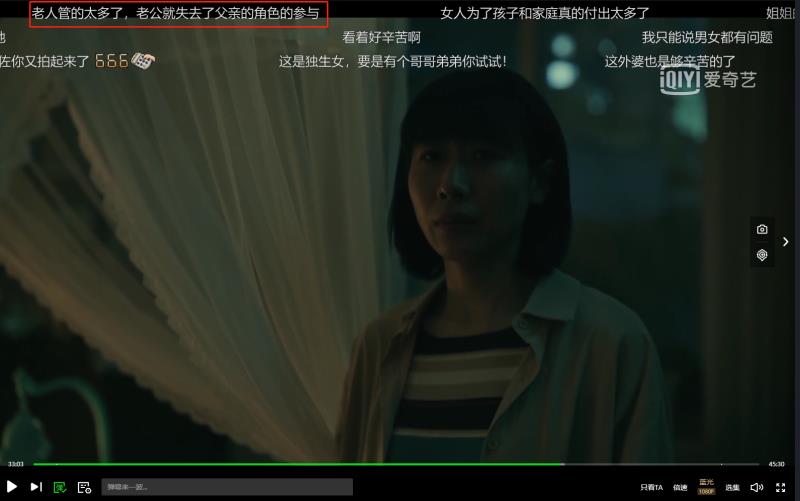 老人管的太多了，老公就失去了父亲的角色的参与
女人为了孩子和家庭真的付出太多了
姐姐的
看着好辛苦啊
我只能说男女都有问题
佐你又拍起来了 666
这是独生女，要是有个哥哥弟弟你试试！
这外婆也是够辛苦的了
iQIYI 爱奇艺
33:03
45:30
弹
只看TA
倍速
蓝光
1080P
选集